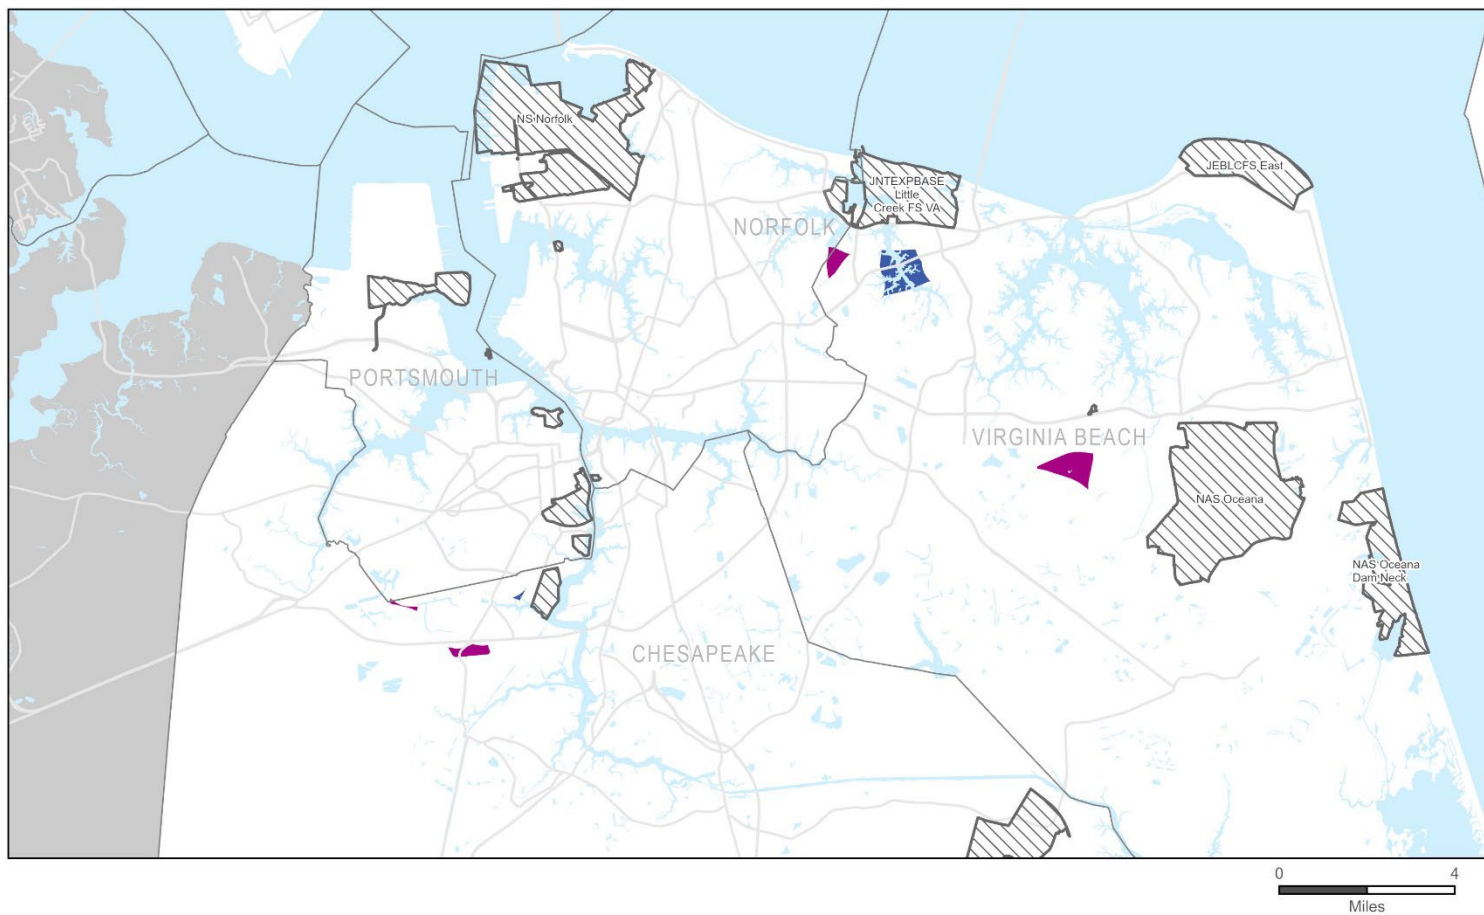 NS Norfolk
JEBLCFS East
JNTEXPBASE
Little
Creek FS VA
NORFOLK
PORTSMOUTH
VIRGINIA BEACH
NAS Oceana
NAS Oceana
Dam Neck
CHESAPEAKE
0 4
Miles